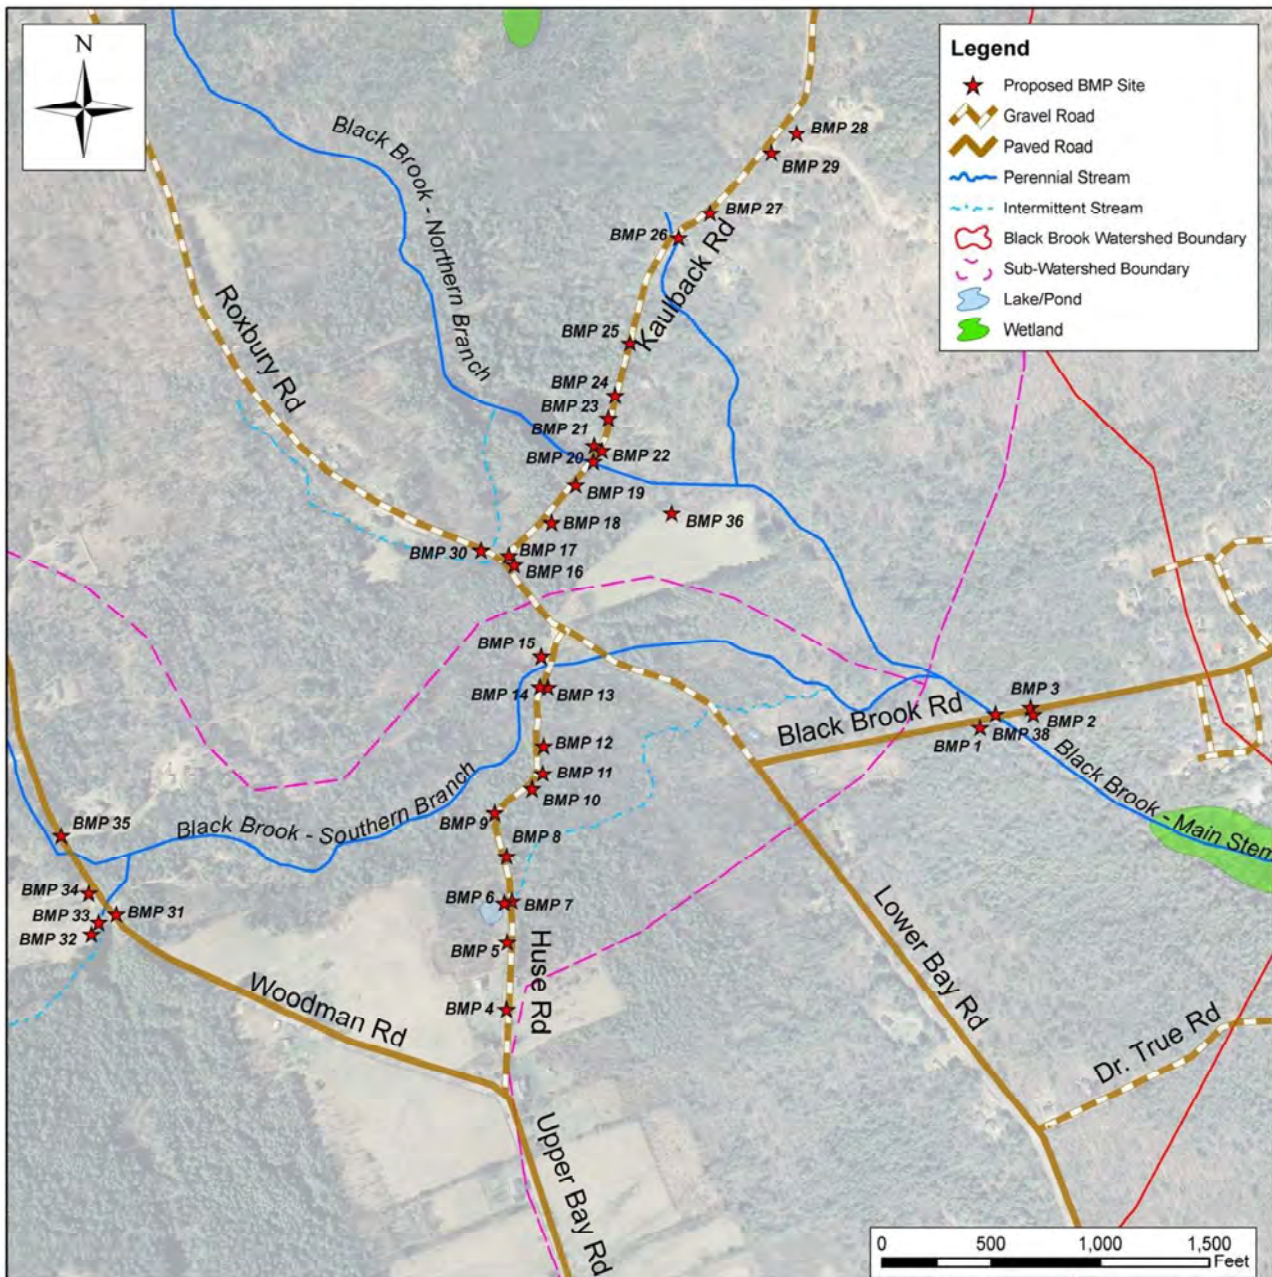 N
Legend
Proposed BMP Site
Gravel Road
Paved Road
Perennial Stream
Intermittent Stream
Black Brook Watershed Boundary
Sub-Watershed Boundary
Lake/Pond
Wetland
Black Brook - Northern Branch
BMP 28
BMP 29
BMP 27
BMP 26
Kaulback Rd
Roxbury Rd
BMP 25
BMP 24
BMP 23
BMP 21
BMP 22
BMP 20
BMP 19
BMP 36
BMP 18
BMP 30
BMP 17
BMP 16
BMP 15
BMP 14
BMP 13
BMP 3
BMP 2
BMP 38
BMP 1
Black Brook Rd
BMP 12
BMP 11
BMP 10
Black Brook - Southern Branch
BMP 9
BMP 8
Black Brook - Main Stem
BMP 35
BMP 34
BMP 33
BMP 31
BMP 32
BMP 6
BMP 7
BMP 5
BMP 4
Huse Rd
Lower Bay Rd
Woodman Rd
Dr. True Rd
Upper Bay Rd
0 500 1,000 1,500
Feet